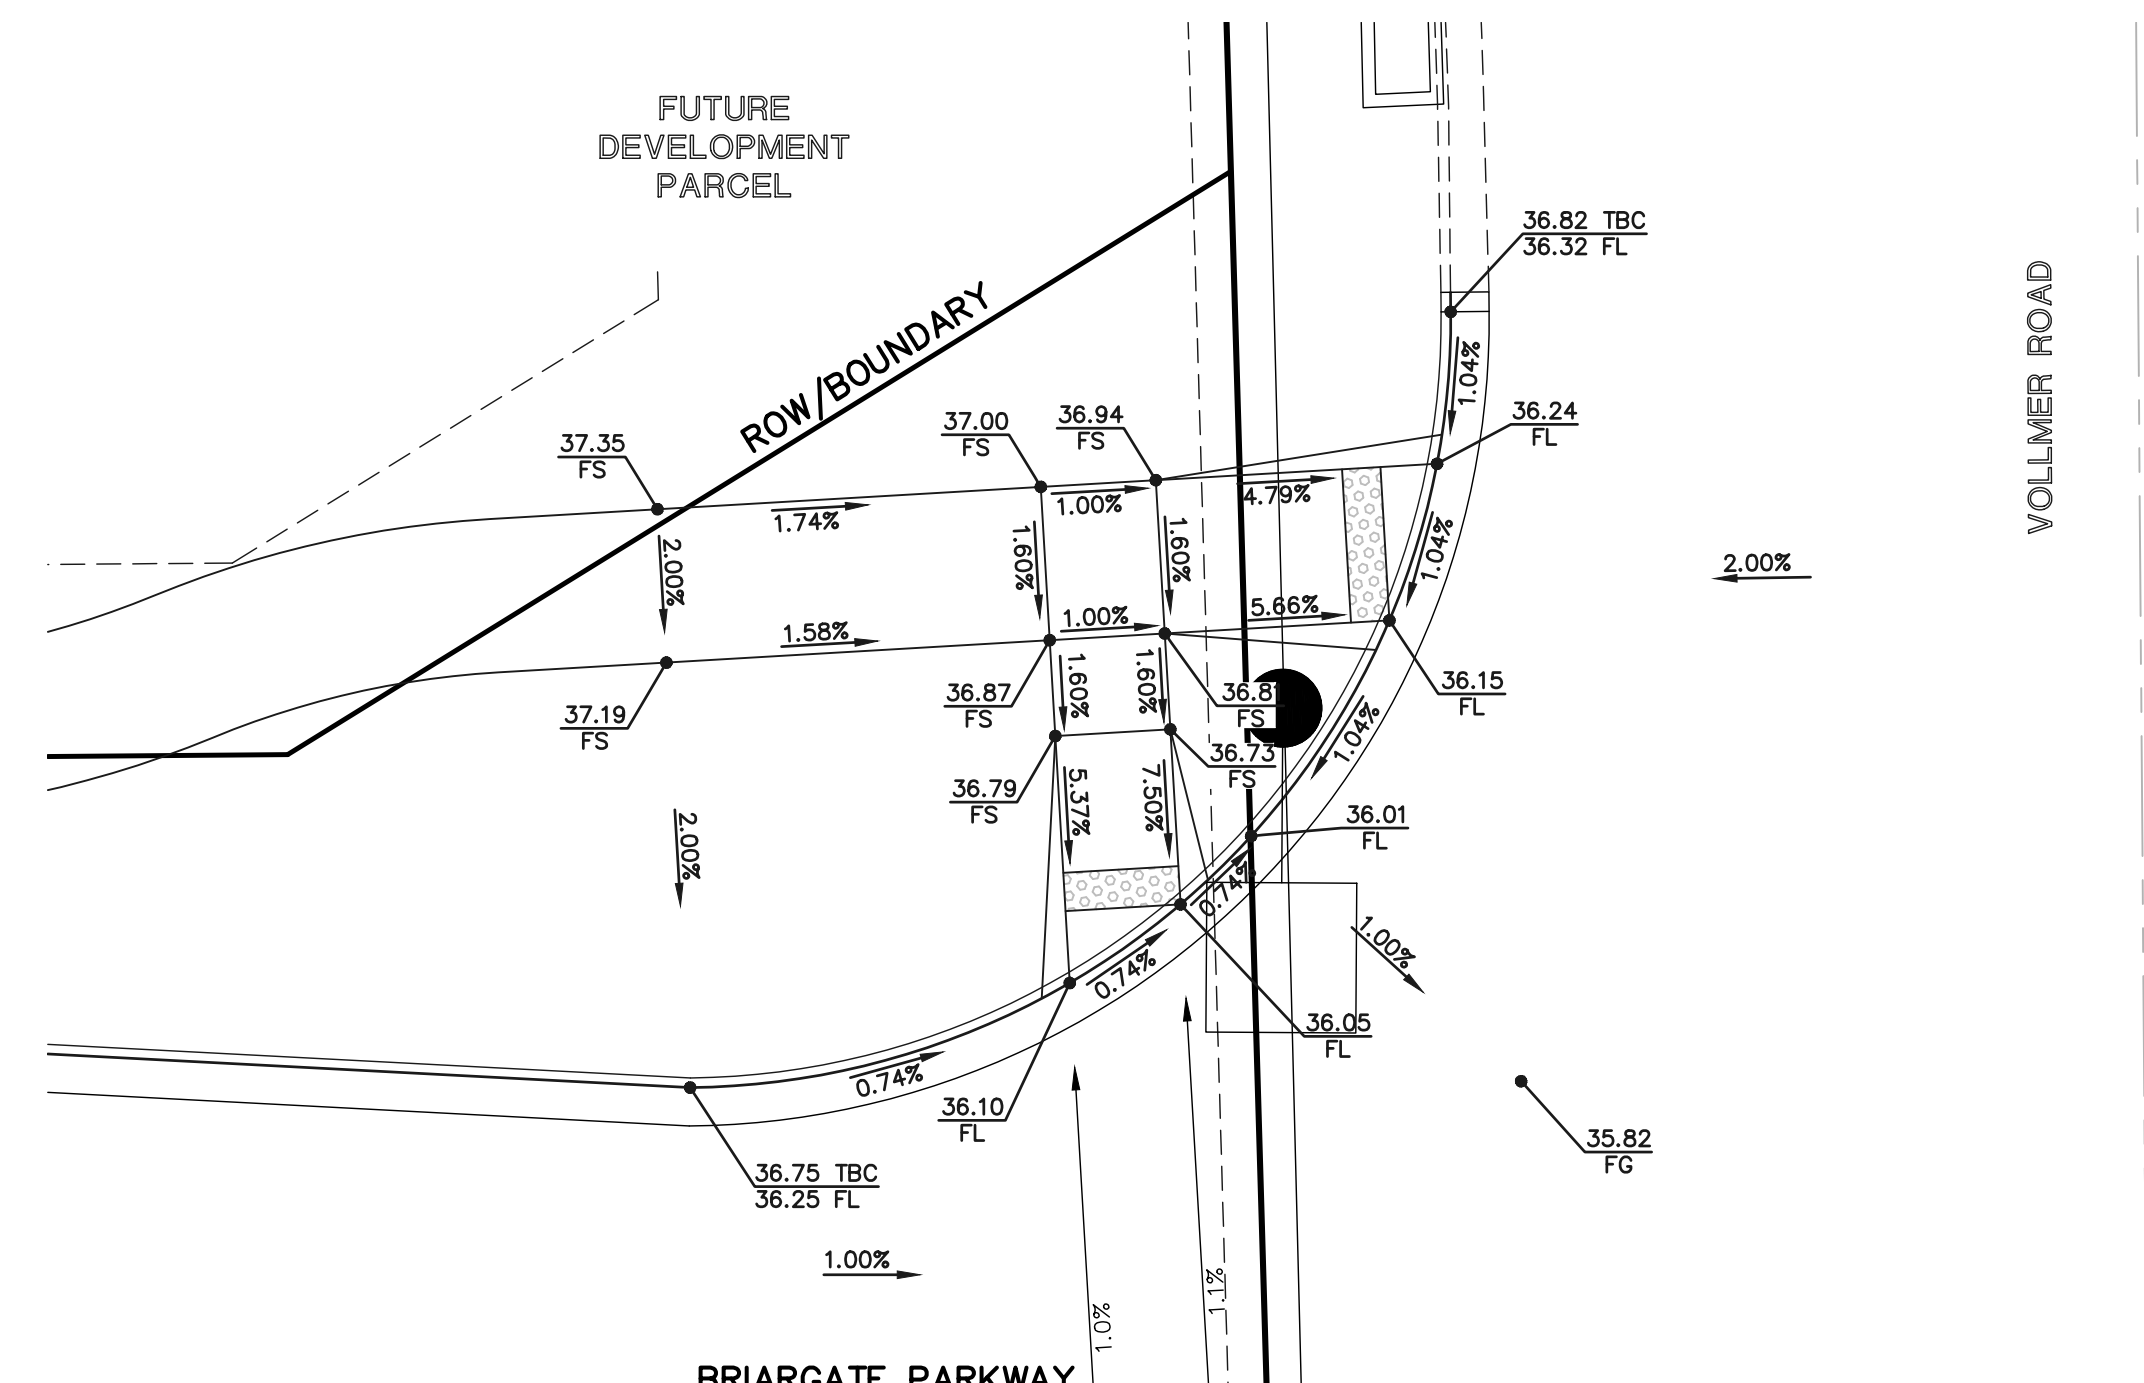 FUTURE
DEVELOPMENT
PARCEL
36.82 TBC
36.32 FL
VOLLMER ROAD
ROW/BOUNDARY
1.04%
36.24
FL
37.00
FS
36.94
FS
37.35
FS
1.74%
1.00%
4.79%
2.00%
1.60%
1.60%
1.04%
2.00%
1.58%
1.00%
5.66%
36.87
FS
1.60%
1.60%
36.81
FS
36.15
FL
37.19
FS
1.04%
36.73
FS
36.79
FS
5.37%
7.50%
36.01
FL
2.00%
0.74%
1.00%
0.74%
36.05
FL
0.74%
36.10
FL
35.82
FG
36.75 TBC
36.25 FL
1.00%
1.0%
1.1%
BRIARGATE PARKWAY